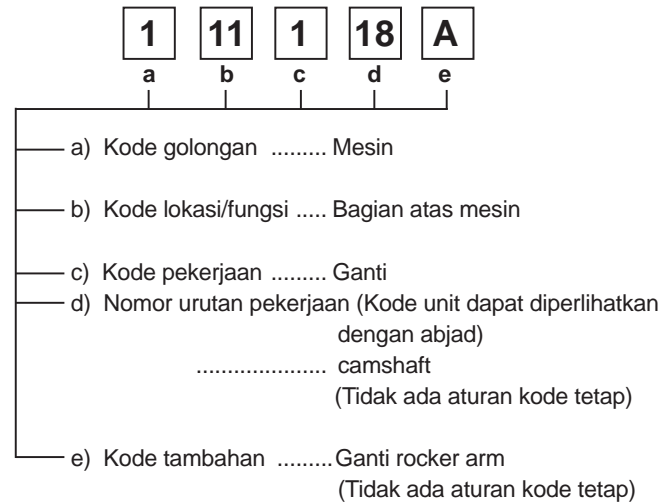 1 11 1 18 A
a b c d e
a) Kode golongan ......... Mesin
b) Kode lokasi/fungsi ..... Bagian atas mesin
c) Kode pekerjaan ......... Ganti
d) Nomor urutan pekerjaan (Kode unit dapat diperlihatkan
dengan abjad)
..................... camshaft
(Tidak ada aturan kode tetap)
e) Kode tambahan .........Ganti rocker arm
(Tidak ada aturan kode tetap)